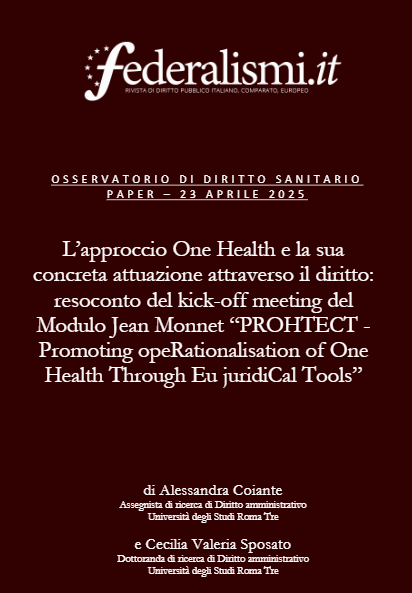 federalismi.it
RIVISTA DI DIRITTO PUBBLICO ITALIANO, COMPARATO, EUROPEO
OSSERVATORIO DI DIRITTO SANITARIO
PAPER – 23 APRILE 2025
L’approccio One Health e la sua
concreta attuazione attraverso il diritto:
resoconto del kick-off meeting del
Modulo Jean Monnet “PROHTECT -
Promoting opeRationalisation of One
Health Through Eu juridiCal Tools”
di Alessandra Coiante
Assegnista di ricerca di Diritto amministrativo
Università degli Studi Roma Tre
e Cecilia Valeria Sposato
Dottoranda di ricerca di Diritto amministrativo
Università degli Studi Roma Tre